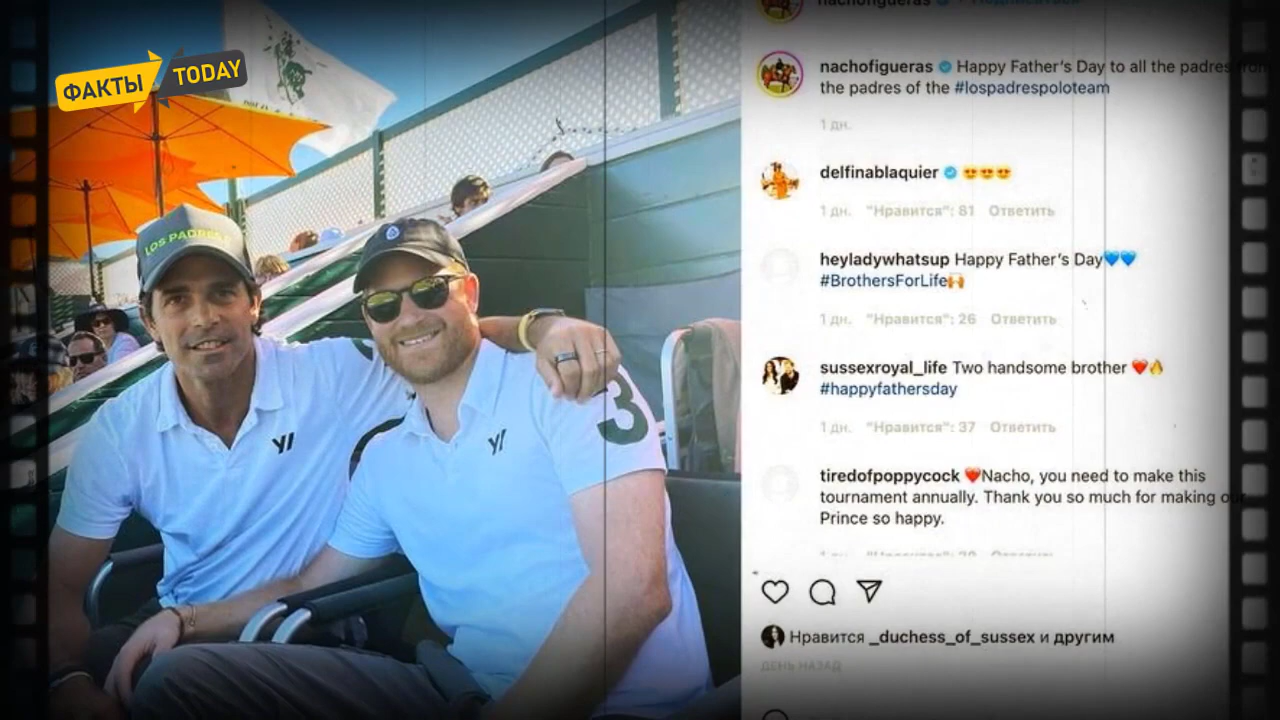 ФАКТЫ TODAY
LOS PADRES
YI
YI
3
nachofigueras
nachofigueras Happy Father's Day to all the padres from
the padres of the #lospadrespoloteam
1 дн.
delfinablaquier 😍😍😍
1 дн. "Нравится": 81 Ответить
heyladywhatsup Happy Father's Day💙💙
#BrothersForLife🙌
1 дн. "Нравится": 26 Ответить
sussexroyal_life Two handsome brother ❤️🔥
#happyfathersday
1 дн. "Нравится": 37 Ответить
tiredofpoppycock ❤️Nacho, you need to make this
tournament annually. Thank you so much for making our
Prince so happy.
Нравится _duchess_of_sussex и другим
ДЕНЬ НАЗАД